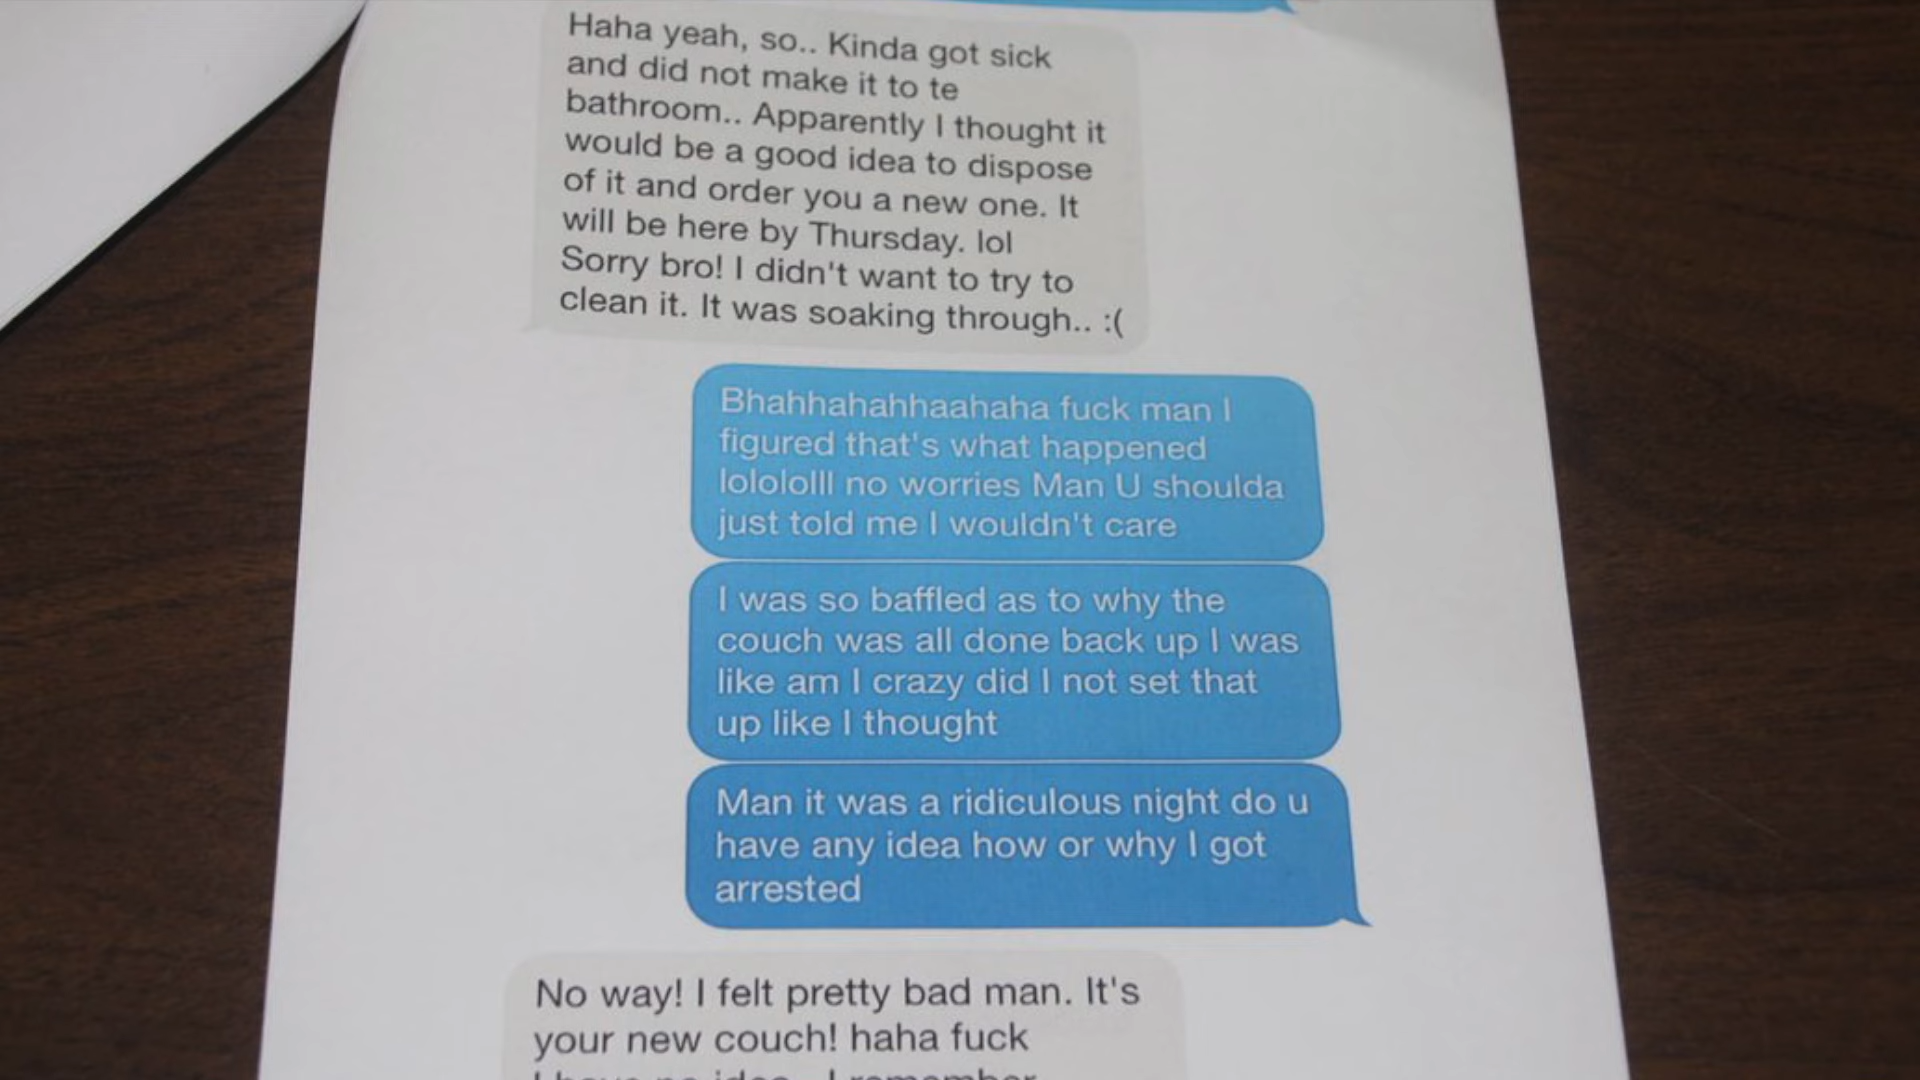 Haha yeah, so.. Kinda got sick
and did not make it to te
bathroom.. Apparently I thought it
would be a good idea to dispose
of it and order you a new one. It
will be here by Thursday. lol
Sorry bro! I didn't want to try to
clean it. It was soaking through.. :(
Bhahhahahhaahaha fuck man I
figured that's what happened
lolololll no worries Man U shoulda
just told me I wouldn't care
I was so baffled as to why the
couch was all done back up I was
like am I crazy did I not set that
up like I thought
Man it was a ridiculous night do u
have any idea how or why I got
arrested
No way! I felt pretty bad man. It's
your new couch! haha fuck
I have no idea.. I remember